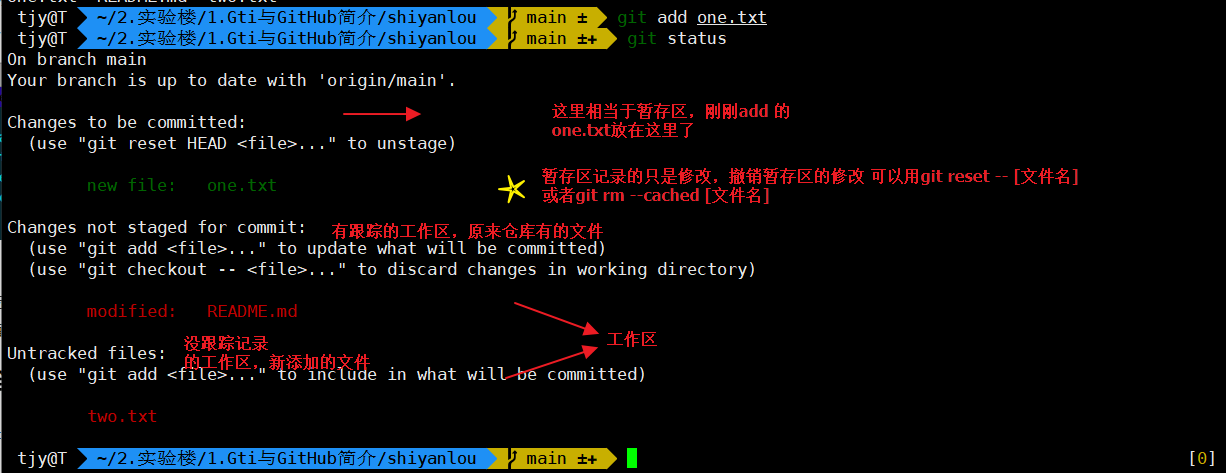 tjy@T ~/2.实验楼/1.Gti与GitHub简介/shiyanlou main ± git add one.txt
tjy@T ~/2.实验楼/1.Gti与GitHub简介/shiyanlou main ±+ git status
On branch main
Your branch is up to date with 'origin/main'.
这里相当于暂存区，刚刚add 的
one.txt放在这里了
Changes to be committed:
(use "git reset HEAD <file>..." to unstage)
new file: one.txt
暂存区记录的只是修改，撤销暂存区的修改 可以用git reset -- [文件名]
或者git rm --cached [文件名]
Changes not staged for commit: 有跟踪的工作区，原来仓库有的文件
(use "git add <file>..." to update what will be committed)
(use "git checkout -- <file>..." to discard changes in working directory)
modified: README.md
工作区
没跟踪记录
的工作区，新添加的文件
Untracked files:
(use "git add <file>..." to include in what will be committed)
two.txt
tjy@T ~/2.实验楼/1.Gti与GitHub简介/shiyanlou main ±+ [0]